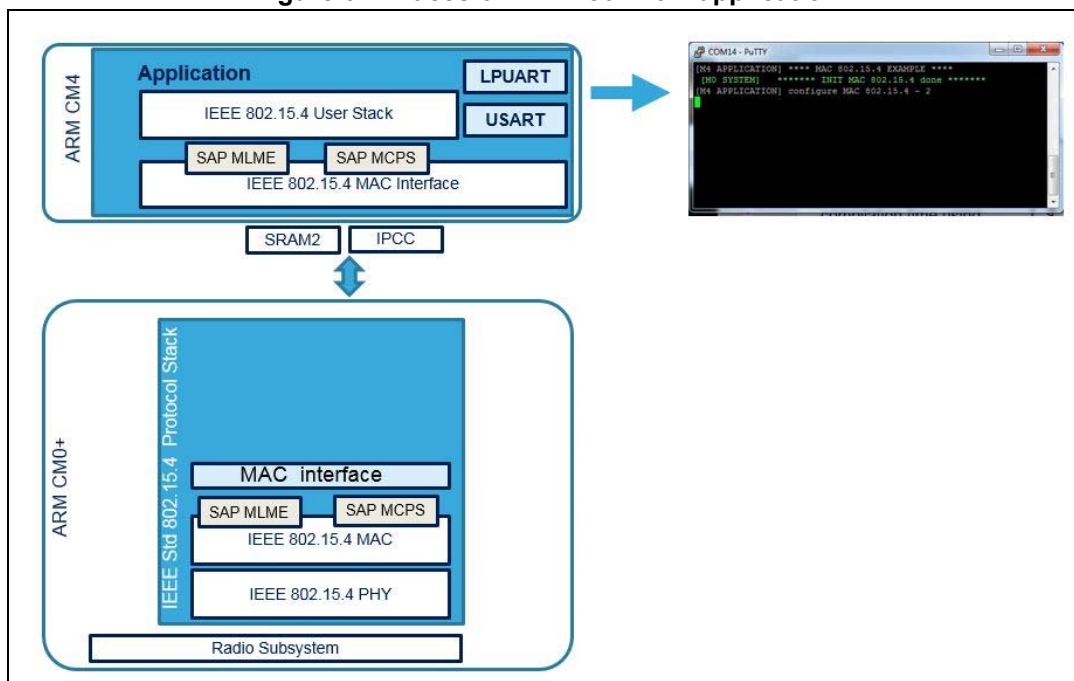 ARM CM4
Application
LPUART
IEEE 802.15.4 User Stack
USART
SAP MLME
SAP MCPS
IEEE 802.15.4 MAC Interface
SRAM2
IPCC
COM14 - PuTTY
[M4 APPLICATION] **** MAC 802.15.4 EXAMPLE ****
[M0 SYSTEM] ******* INIT MAC 802.15.4 done *******
[M4 APPLICATION] configure MAC 802.15.4 - 2
ARM CM0+
IEEE Std 802.15.4 Protocol Stack
MAC interface
SAP MLME
SAP MCPS
IEEE 802.15.4 MAC
IEEE 802.15.4 PHY
Radio Subsystem